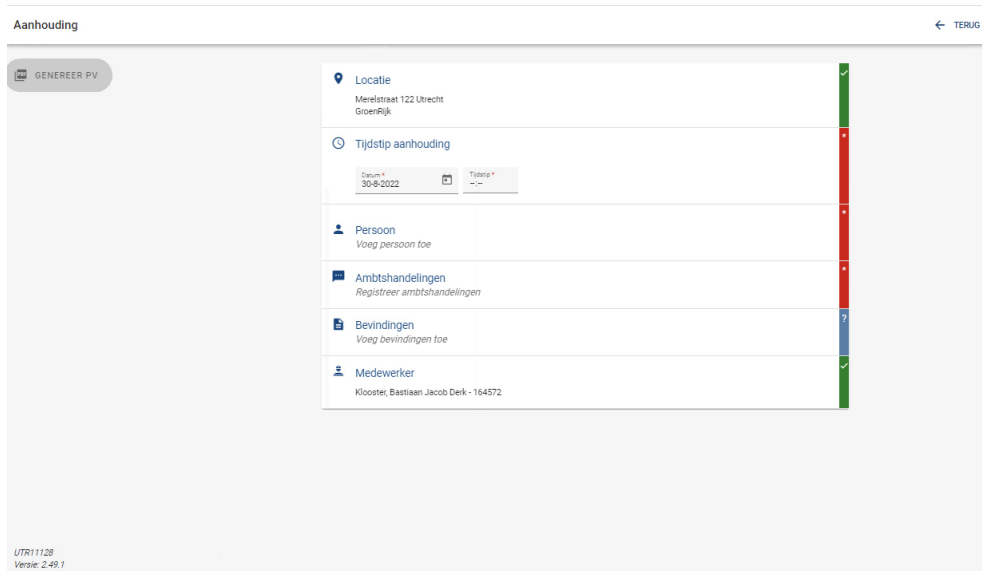 Aanhouding
TERUG
GENEREER PV
Locatie
Merelstraat 122 Utrecht
GroenRijk
Tijdstip aanhouding
Datum *
30-8-2022
Tijdstip *
--:--
Persoon
Voeg persoon toe
Ambtshandelingen
Registreer ambtshandelingen
Bevindingen
Voeg bevindingen toe
Medewerker
Klooster, Bastiaan Jacob Derk - 164572
UTR11128
Versie: 2.49.1